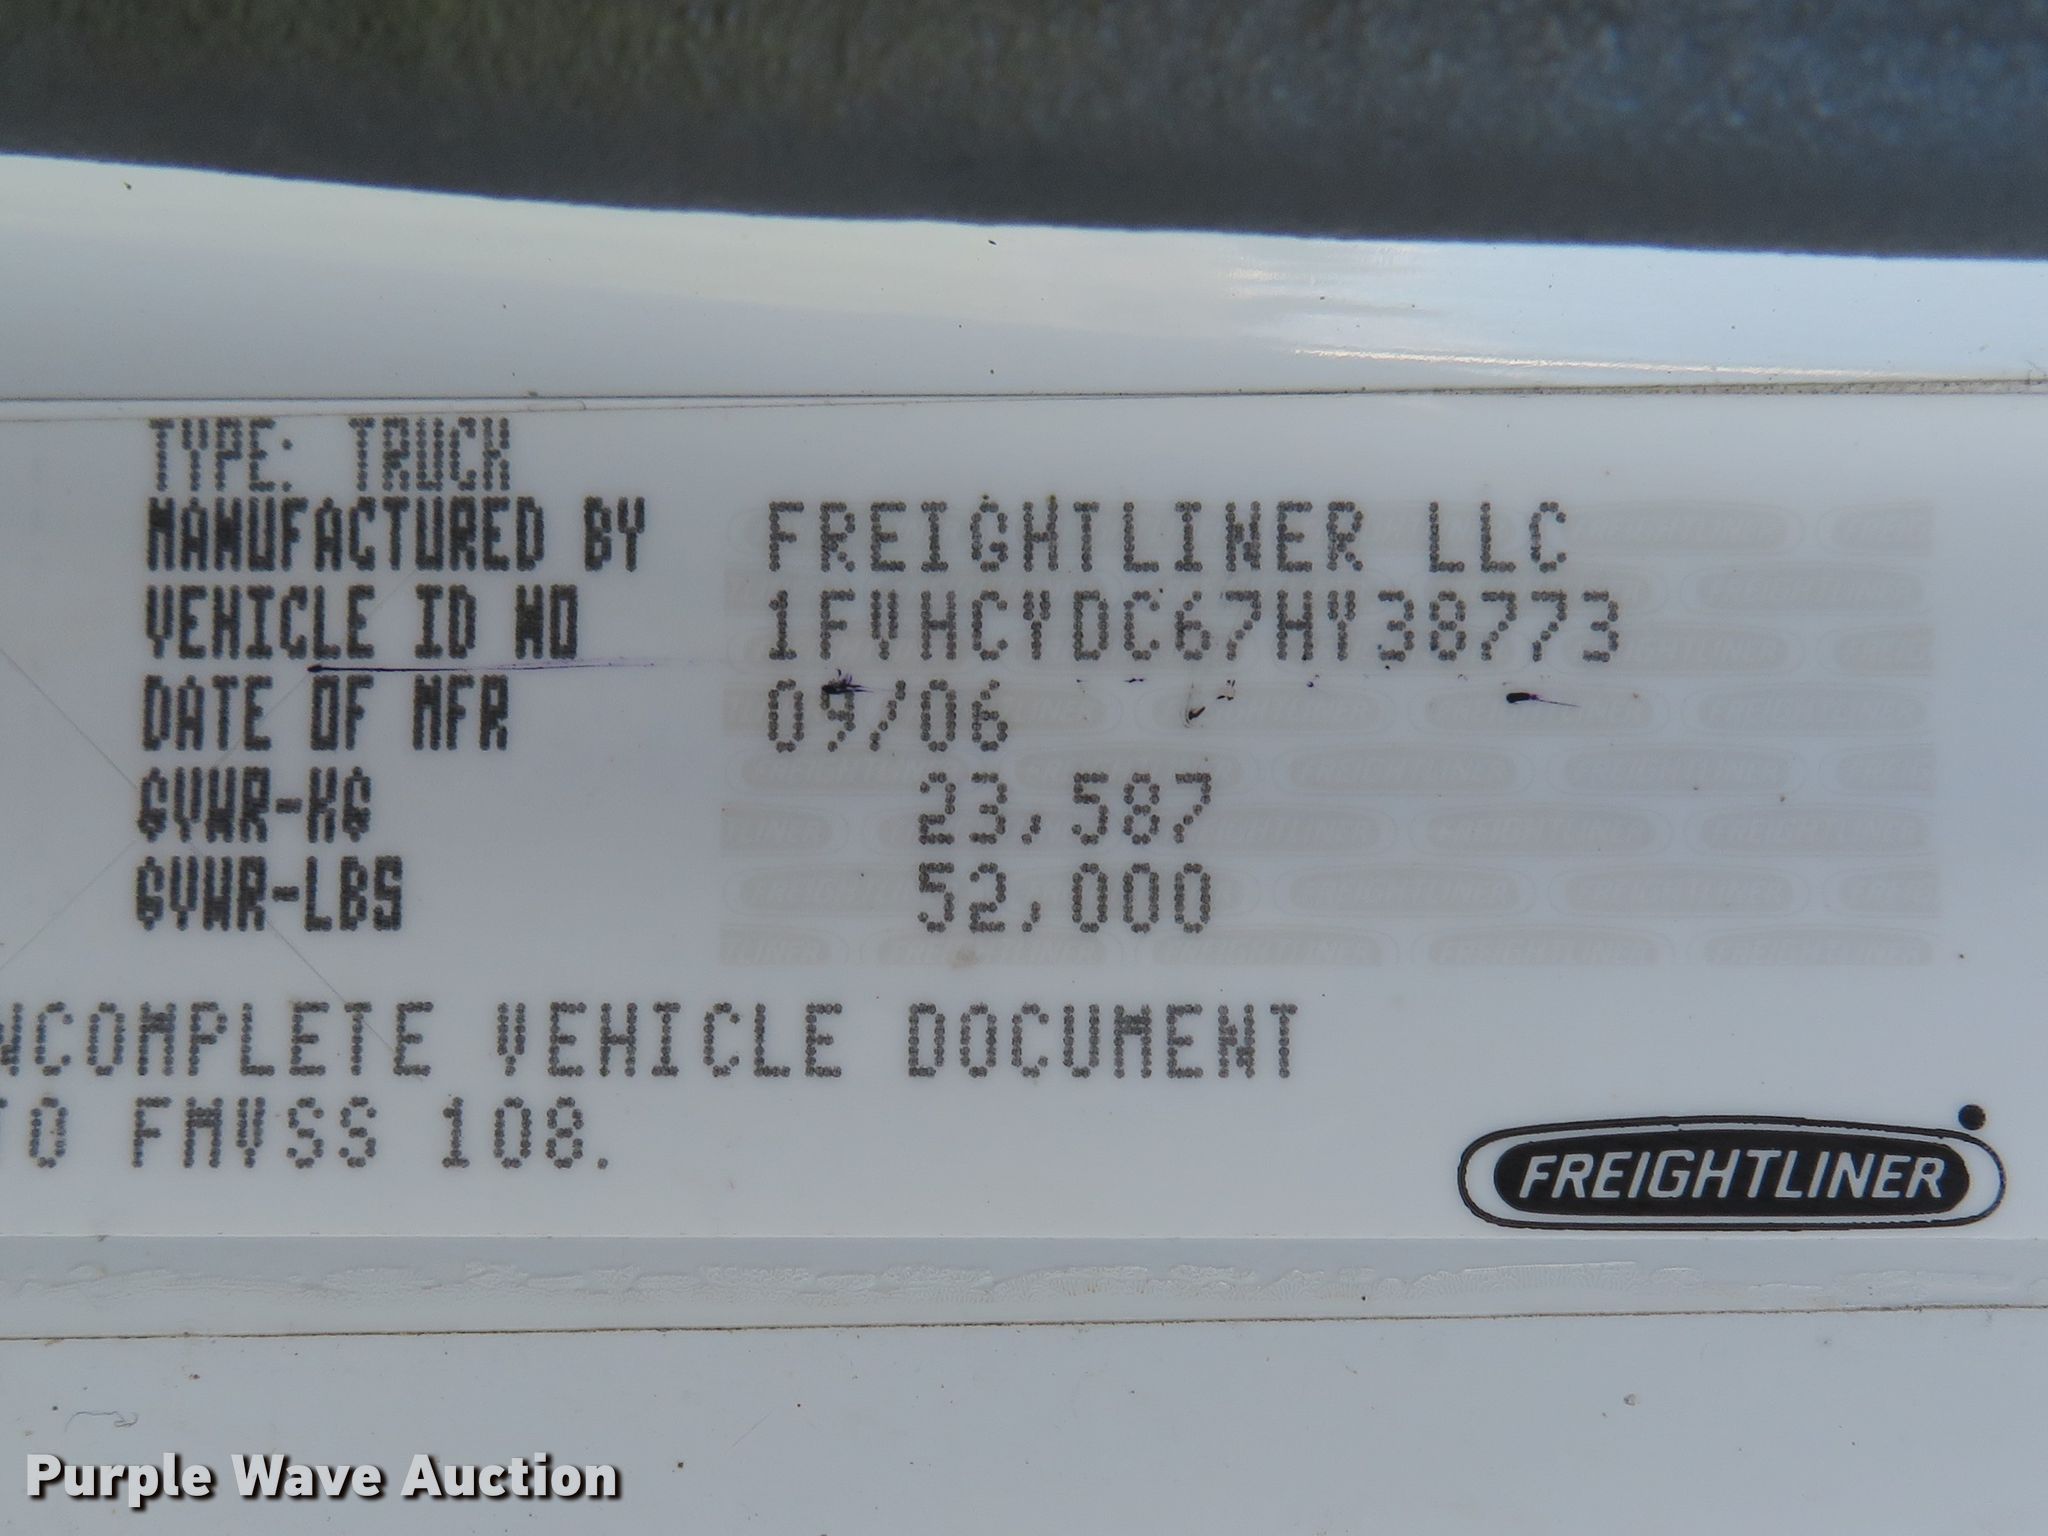 TYPE: TRUCK
MANUFACTURED BY FREIGHTLINER LLC
VEHICLE ID NO 1FVHCYDC67HY38773
DATE OF MFR 09/06
GVWR-KG 23,587
GVWR-LBS 52,000
NCOMPLETE VEHICLE DOCUMENT
TO FMVSS 108.
FREIGHTLINER
Purple Wave Auction